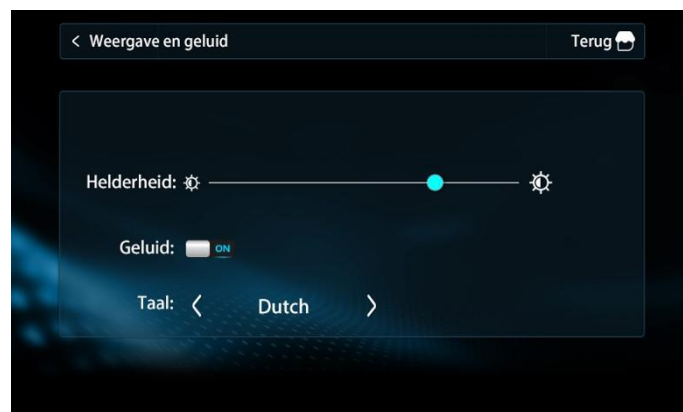 < Weergave en geluid Terug
Helderheid:
Geluid: ON
Taal: < Dutch >